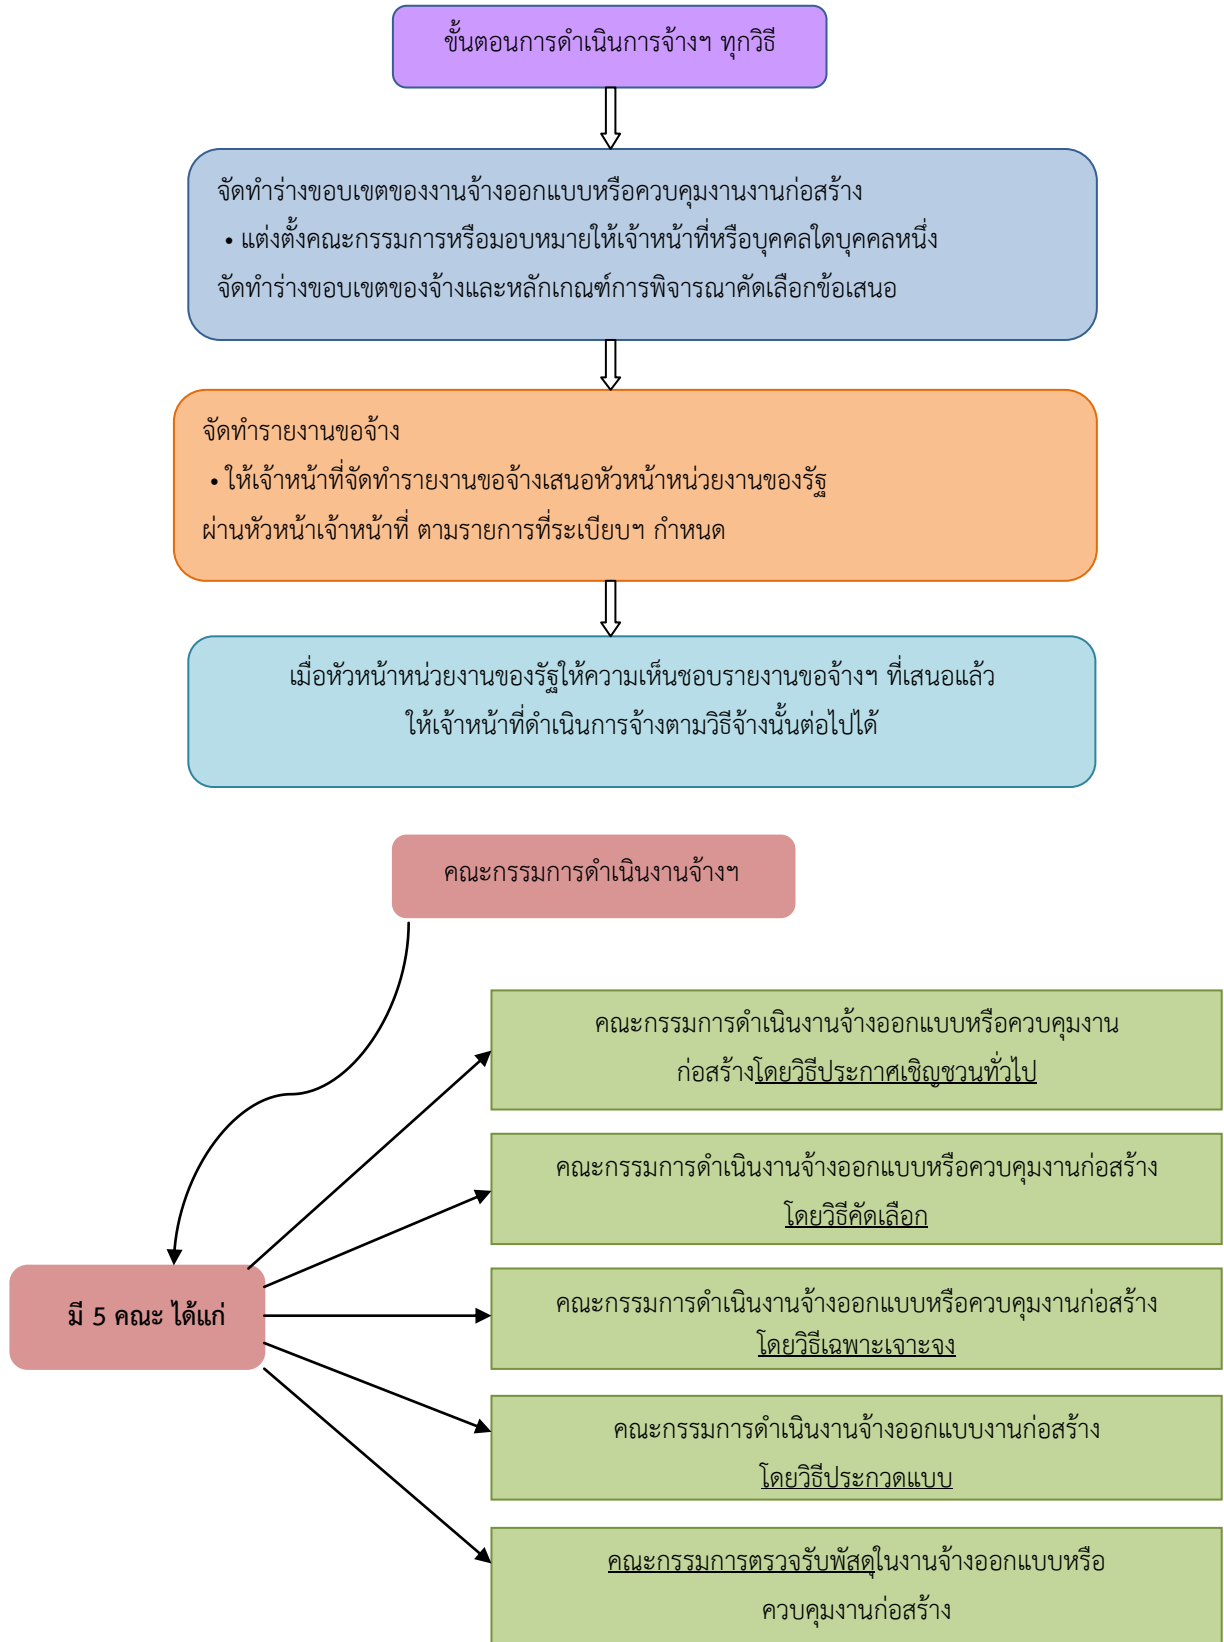 ขั้นตอนการดำเนินการจ้างฯ ทุกวิธี
จัดทำร่างขอบเขตของงานจ้างออกแบบหรือควบคุมงานงานก่อสร้าง
• แต่งตั้งคณะกรรมการหรือมอบหมายให้เจ้าหน้าที่หรือบุคคลใดบุคคลหนึ่ง
จัดทำร่างขอบเขตของจ้างและหลักเกณฑ์การพิจารณาคัดเลือกข้อเสนอ
จัดทำรายงานขอจ้าง
• ให้เจ้าหน้าที่จัดทำรายงานขอจ้างเสนอหัวหน้าหน่วยงานของรัฐ
ผ่านหัวหน้าเจ้าหน้าที่ ตามรายการที่ระเบียบฯ กำหนด
เมื่อหัวหน้าหน่วยงานของรัฐให้ความเห็นชอบรายงานขอจ้างฯ ที่เสนอแล้ว
ให้เจ้าหน้าที่ดำเนินการจ้างตามวิธีจ้างนั้นต่อไปได้
คณะกรรมการดำเนินงานจ้างฯ
คณะกรรมการดำเนินงานจ้างออกแบบหรือควบคุมงาน
ก่อสร้างโดยวิธีประกาศเชิญชวนทั่วไป
คณะกรรมการดำเนินงานจ้างออกแบบหรือควบคุมงานก่อสร้าง
โดยวิธีคัดเลือก
มี 5 คณะ ได้แก่
คณะกรรมการดำเนินงานจ้างออกแบบหรือควบคุมงานก่อสร้าง
โดยวิธีเฉพาะเจาะจง
คณะกรรมการดำเนินงานจ้างออกแบบงานก่อสร้าง
โดยวิธีประกวดแบบ
คณะกรรมการตรวจรับพัสดุในงานจ้างออกแบบหรือ
ควบคุมงานก่อสร้าง